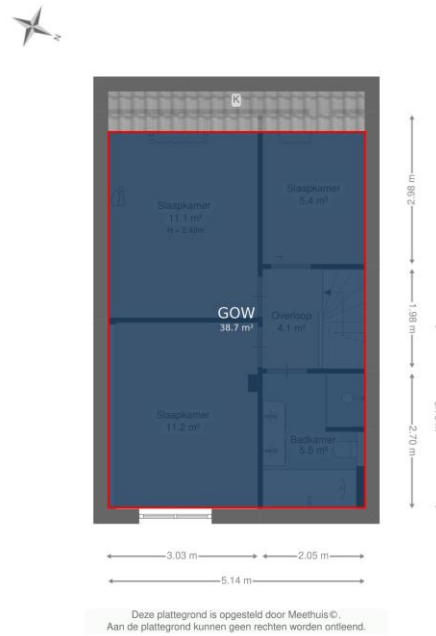 N
K
Slaapkamer
11.1 m²
H = 2.40m
Slaapkamer
5.4 m²
2.98 m
GOW
38.7 m²
Overloop
4.1 m²
1.98 m
Slaapkamer
11.2 m²
Badkamer
5.5 m²
2.70 m
3.03 m
2.05 m
5.14 m
Deze plattegrond is opgesteld door Meethuis©.
Aan de plattegrond kunnen geen rechten worden ontleend.